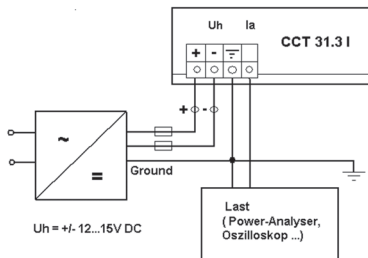 Uh Ia
CCT 31.3 I
+ -
+ -
~
=
Ground
Uh = +/- 12...15V DC
Last
( Power-Analyser,
Oszilloskop ...)